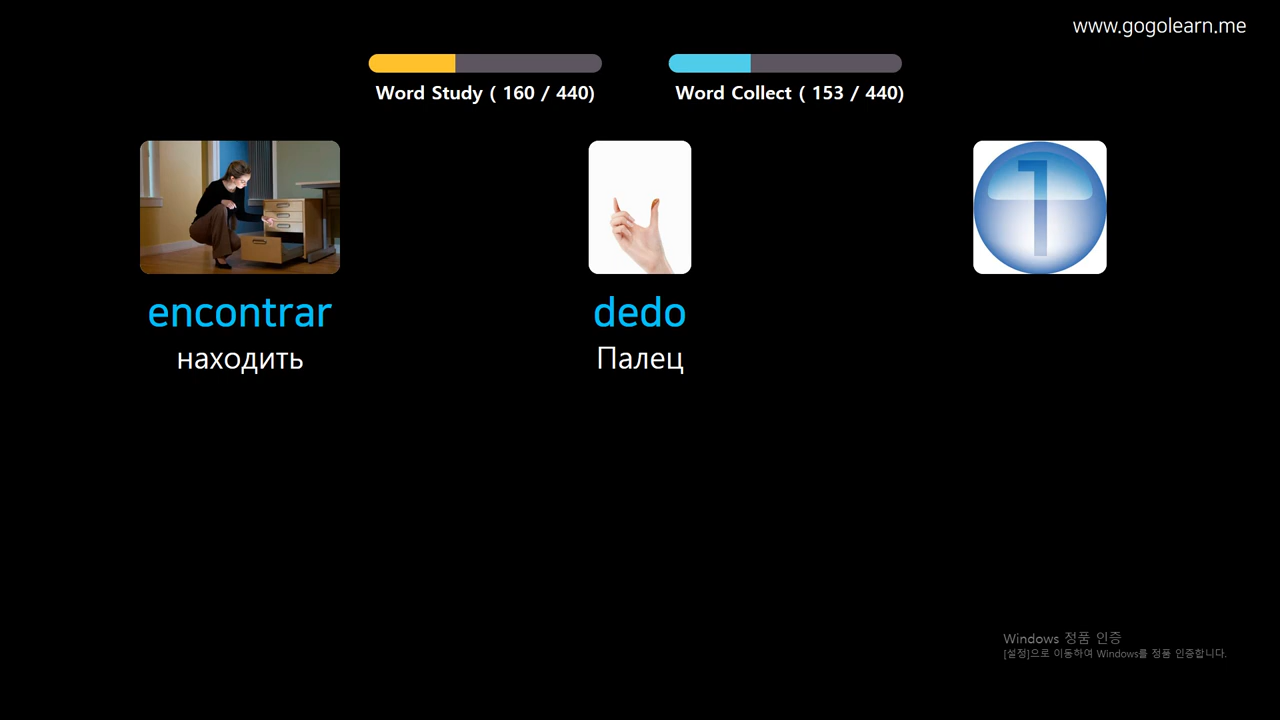 www.gogolearn.me
Word Study ( 160 / 440)
Word Collect ( 153 / 440)
1
encontrar
dedo
находить
Палец
Windows 정품 인증
[설정]으로 이동하여 Windows를 정품 인증합니다.